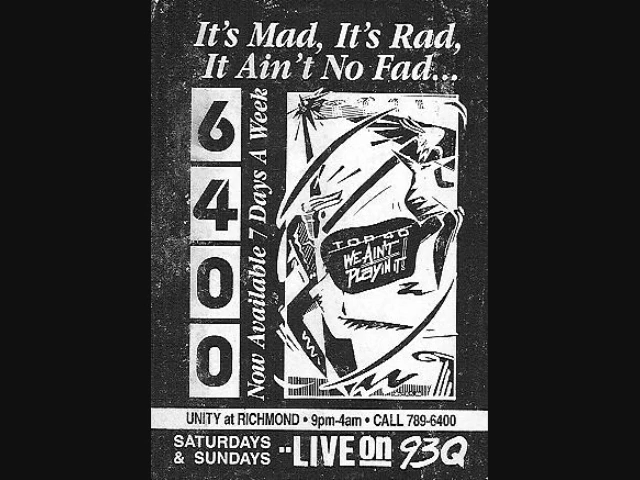 It's Mad, It's Rad,
It Ain't No Fad...
6
4
0
0
Now Available 7 Days A Week
TOP 40
WE AIN'T
PLAYIN IT!
UNITY at RICHMOND • 9pm-4am • CALL 789-6400
SATURDAYS
& SUNDAYS
•• LIVE on 93Q